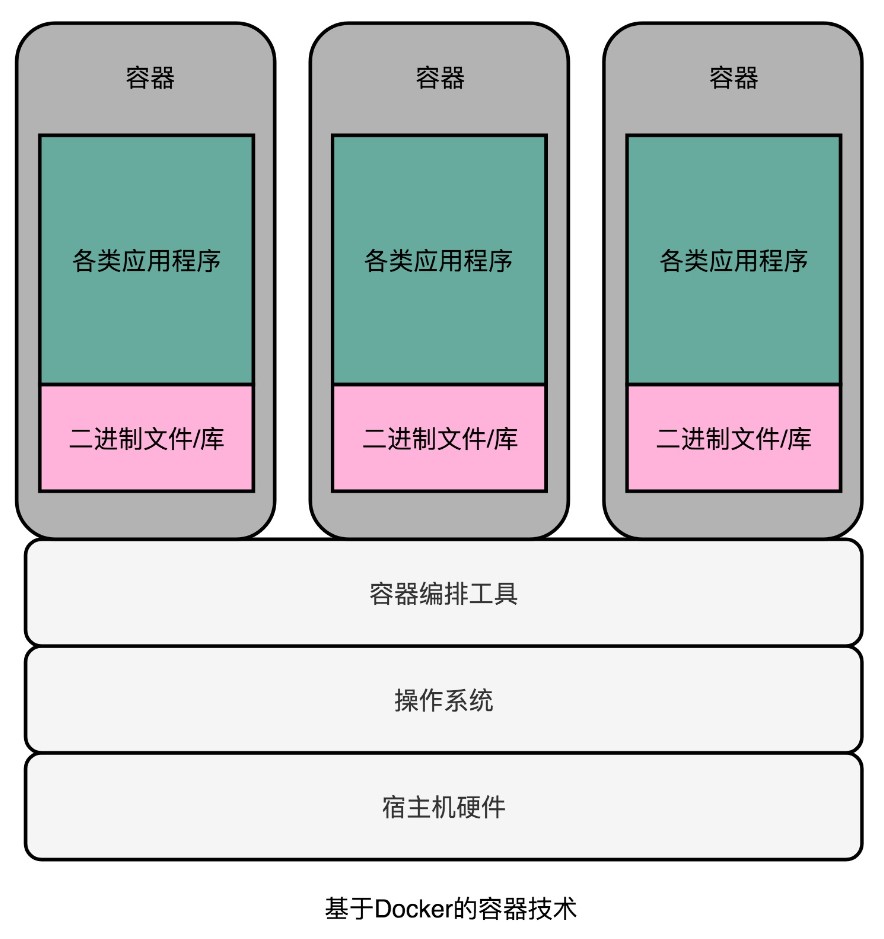 容器
容器
容器
各类应用程序
各类应用程序
各类应用程序
二进制文件/库
二进制文件/库
二进制文件/库
容器编排工具
操作系统
宿主机硬件
基于Docker的容器技术